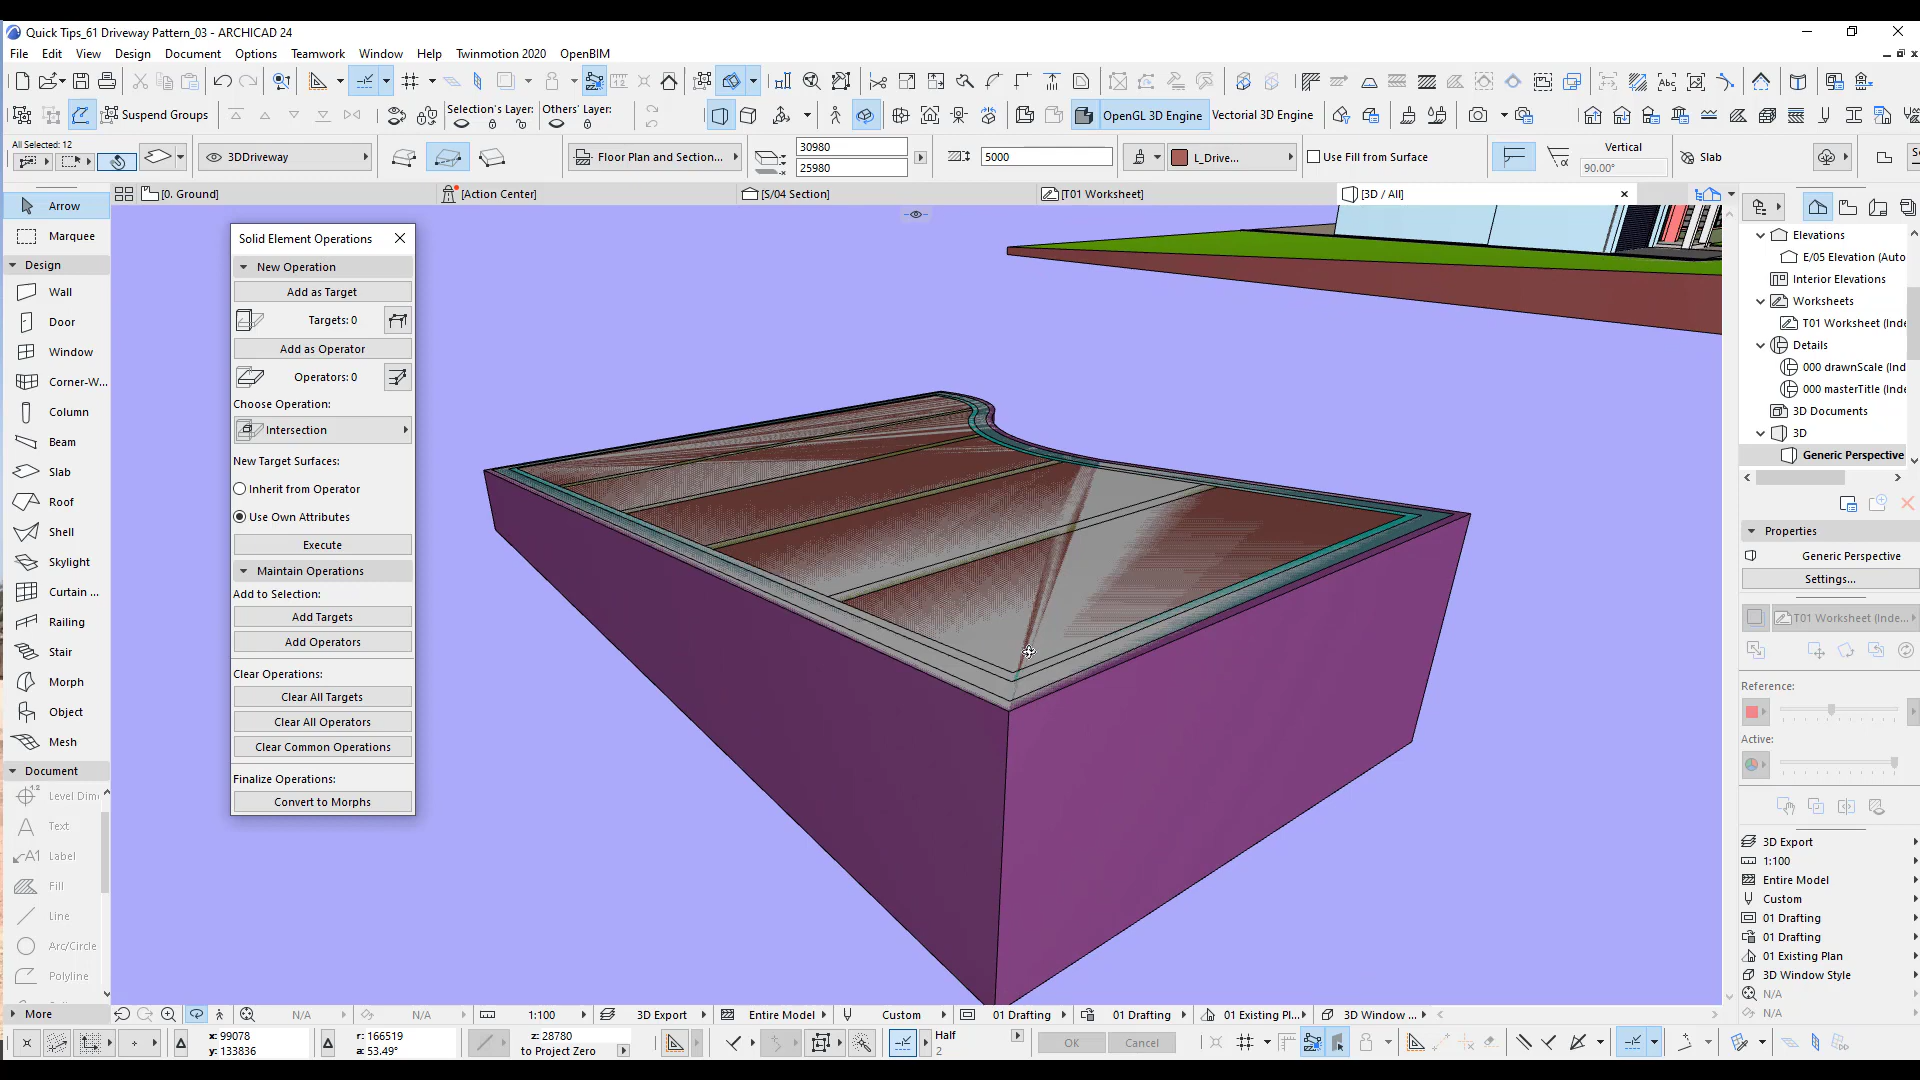 Quick Tips_61 Driveway Pattern_03 - ARCHICAD 24
File Edit View Design Document Options Teamwork Window Help Twinmotion 2020 OpenBIM
Suspend Groups
Selection's Layer:
Others' Layer:
OpenGL 3D Engine
Vectorial 3D Engine
All Selected: 12
3DDriveway
Floor Plan and Section...
30980
25980
5000
L_Drive...
Use Fill from Surface
Vertical
90.00°
Slab
[0. Ground]
[Action Center]
[S/04 Section]
[T01 Worksheet]
[3D / All]
Arrow
Marquee
Design
Wall
Door
Window
Corner-W...
Column
Beam
Slab
Roof
Shell
Skylight
Curtain ...
Railing
Stair
Morph
Object
Mesh
Document
Level Dim
Text
A1
Label
Fill
Line
Arc/Circle
Polyline
More
Solid Element Operations
New Operation
Add as Target
Targets: 0
Add as Operator
Operators: 0
Choose Operation:
Intersection
New Target Surfaces:
Inherit from Operator
Use Own Attributes
Execute
Maintain Operations
Add to Selection:
Add Targets
Add Operators
Clear Operations:
Clear All Targets
Clear All Operators
Clear Common Operations
Finalize Operations:
Convert to Morphs
Elevations
E/05 Elevation (Auto
Interior Elevations
Worksheets
T01 Worksheet (Inde
Details
000 drawnScale (Ind
000 masterTitle (Inde
3D Documents
3D
Generic Perspective
Properties
Generic Perspective
Settings...
T01 Worksheet (Inde...
Reference:
Active:
3D Export
1:100
Entire Model
Custom
01 Drafting
01 Drafting
01 Existing Plan
3D Window Style
N/A
N/A
N/A
N/A
1:100
3D Export
Entire Model
Custom
01 Drafting
01 Drafting
01 Existing Pl...
3D Window ...
x: 99078
y: 133836
r: 166519
a: 53.49°
z: 28780
to Project Zero
Half
2
OK
Cancel